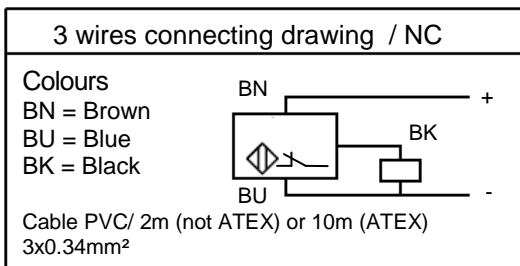 3 wires connecting drawing / NC
Colours
BN = Brown
BU = Blue
BK = Black
BN
+
BK
BU
-
Cable PVC/ 2m (not ATEX) or 10m (ATEX)
3x0.34mm²